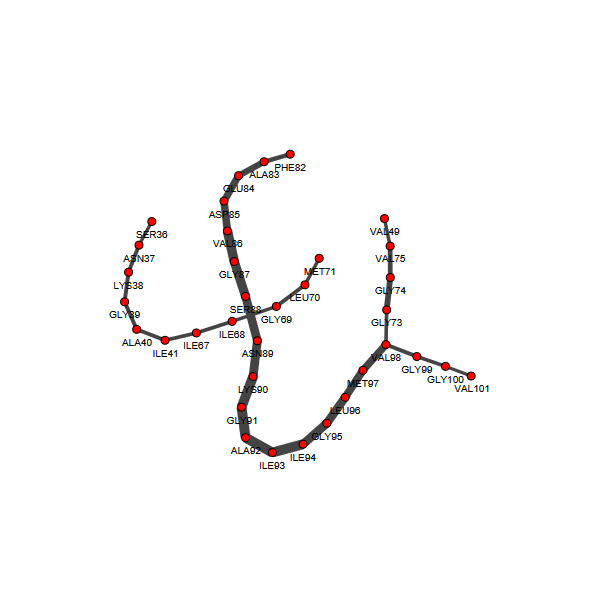 PHE82
ALA83
GLU84
ASP85
VAL49
SER36
VAL86
VAL75
ASN37
MET71
GLY87
LYS38
GLY74
LEU70
SER88
GLY39
GLY69
GLY73
ILE68
ALA40
ILE67
ILE41
ASN89
VAL98
GLY99
GLY100
MET97
VAL101
LYS90
LEU96
GLY91
GLY95
ALA92
ILE94
ILE93